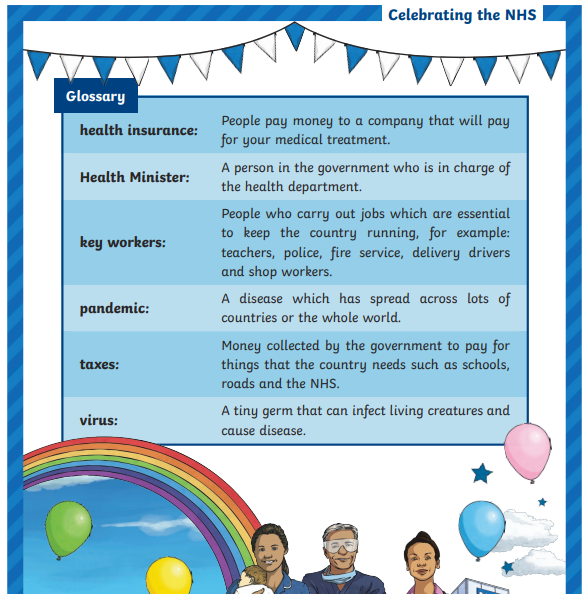 Celebrating the NHS
Glossary
health insurance:
People pay money to a company that will pay
for your medical treatment.
Health Minister:
A person in the government who is in charge of
the health department.
key workers:
People who carry out jobs which are essential
to keep the country running, for example:
teachers, police, fire service, delivery drivers
and shop workers.
pandemic:
A disease which has spread across lots of
countries or the whole world.
taxes:
Money collected by the government to pay for
things that the country needs such as schools,
roads and the NHS.
virus:
A tiny germ that can infect living creatures and
cause disease.